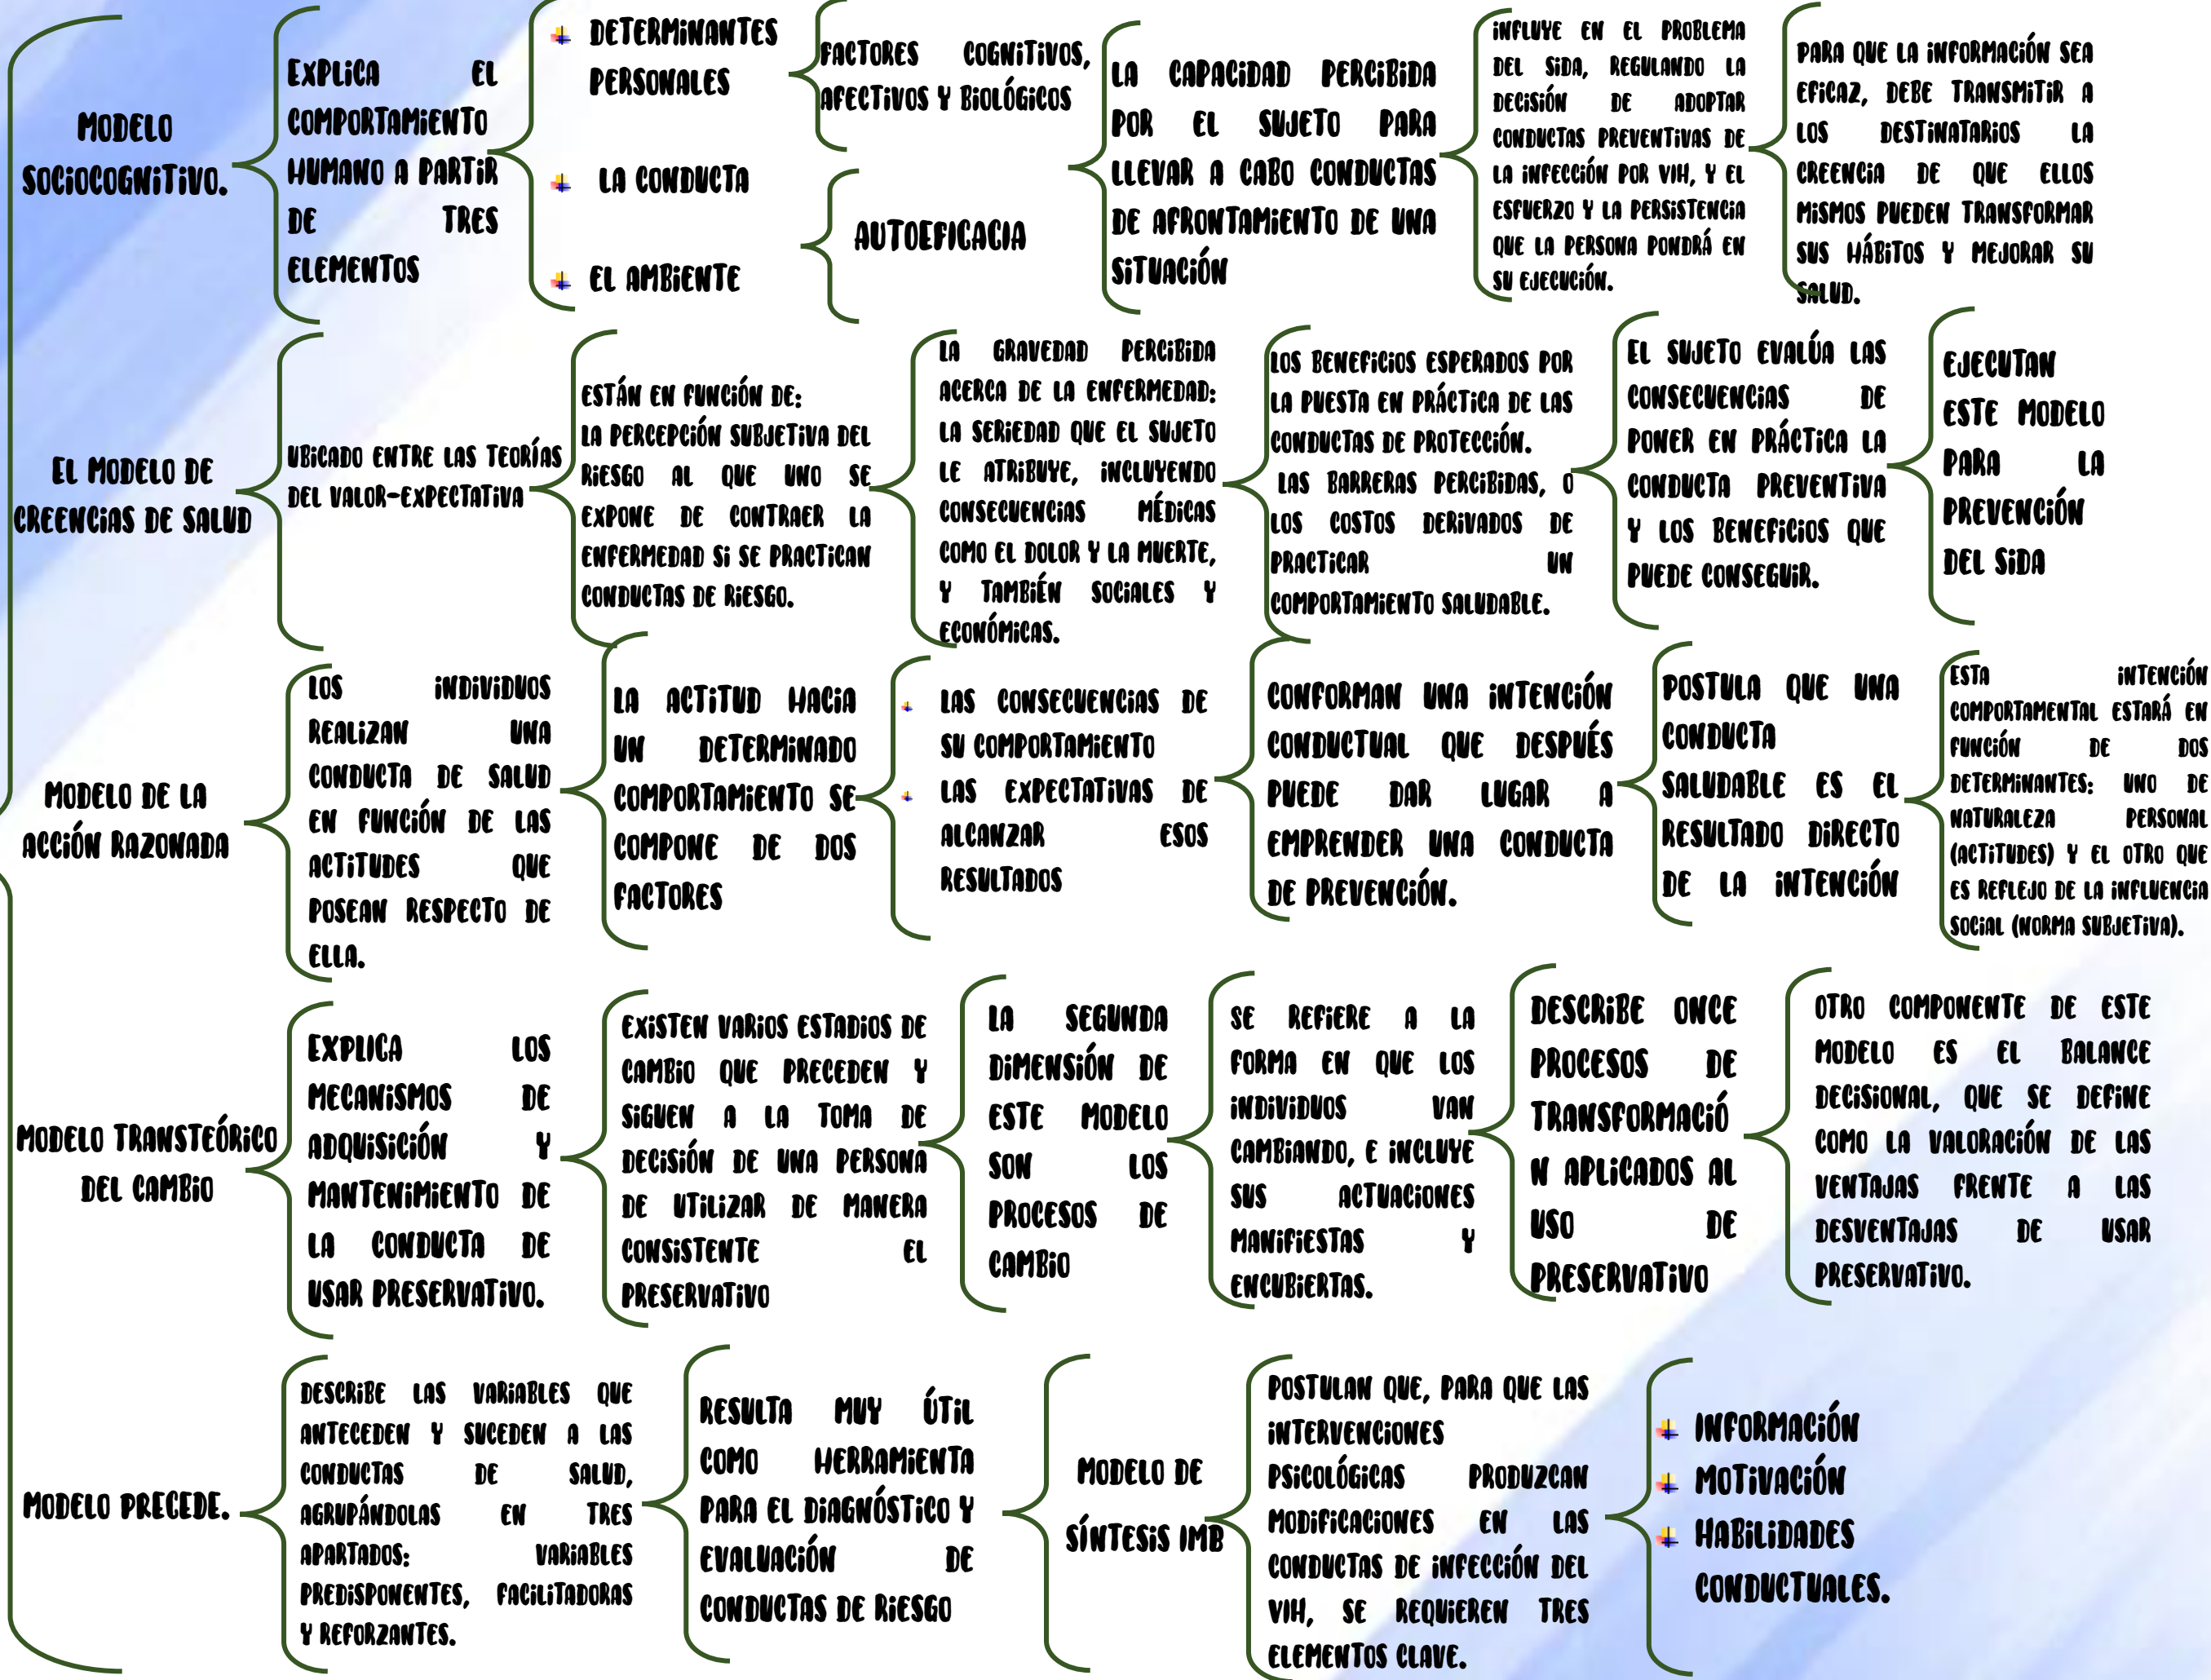 MODELO
SOCIOCOGNITIVO.
EXPLICA EL
COMPORTAMIENTO
HUMANO A PARTIR
DE TRES
ELEMENTOS
DETERMINANTES
PERSONALES
LA CONDUCTA
EL AMBIENTE
FACTORES COGNITIVOS,
AFECTIVOS Y BIOLÓGICOS
AUTOEFICACIA
LA CAPACIDAD PERCIBIDA
POR EL SUJETO PARA
LLEVAR A CABO CONDUCTAS
DE AFRONTAMIENTO DE UNA
SITUACIÓN
INFLUYE EN EL PROBLEMA
DEL SIDA, REGULANDO LA
DECISIÓN DE ADOPTAR
CONDUCTAS PREVENTIVAS DE
LA INFECCIÓN POR VIH, Y EL
ESFUERZO Y LA PERSISTENCIA
QUE LA PERSONA PONDRÁ EN
SU EJECUCIÓN.
PARA QUE LA INFORMACIÓN SEA
EFICAZ, DEBE TRANSMITIR A
LOS DESTINATARIOS LA
CREENCIA DE QUE ELLOS
MISMOS PUEDEN TRANSFORMAR
SUS HÁBITOS Y MEJORAR SU
SALUD.
EL MODELO DE
CREENCIAS DE SALUD
UBICADO ENTRE LAS TEORÍAS
DEL VALOR-EXPECTATIVA
ESTÁN EN FUNCIÓN DE:
LA PERCEPCIÓN SUBJETIVA DEL
RIESGO AL QUE UNO SE
EXPONE DE CONTRAER LA
ENFERMEDAD SI SE PRACTICAN
CONDUCTAS DE RIESGO.
LA GRAVEDAD PERCIBIDA
ACERCA DE LA ENFERMEDAD:
LA SERIEDAD QUE EL SUJETO
LE ATRIBUYE, INCLUYENDO
CONSECUENCIAS MÉDICAS
COMO EL DOLOR Y LA MUERTE,
Y TAMBIÉN SOCIALES Y
ECONÓMICAS.
LOS BENEFICIOS ESPERADOS POR
LA PUESTA EN PRÁCTICA DE LAS
CONDUCTAS DE PROTECCIÓN.
LAS BARRERAS PERCIBIDAS, O
LOS COSTOS DERIVADOS DE
PRACTICAR UN
COMPORTAMIENTO SALUDABLE.
EL SUJETO EVALÚA LAS
CONSECUENCIAS DE
PONER EN PRÁCTICA LA
CONDUCTA PREVENTIVA
Y LOS BENEFICIOS QUE
PUEDE CONSEGUIR.
EJECUTAN
ESTE MODELO
PARA LA
PREVENCIÓN
DEL SIDA
MODELO DE LA
ACCIÓN RAZONADA
LOS INDIVIDUOS
REALIZAN UNA
CONDUCTA DE SALUD
EN FUNCIÓN DE LAS
ACTITUDES QUE
POSEAN RESPECTO DE
ELLA.
LA ACTITUD HACIA
UN DETERMINADO
COMPORTAMIENTO SE
COMPONE DE DOS
FACTORES
LAS CONSECUENCIAS DE
SU COMPORTAMIENTO
LAS EXPECTATIVAS DE
ALCANZAR ESOS
RESULTADOS
CONFORMAN UNA INTENCIÓN
CONDUCTUAL QUE DESPUÉS
PUEDE DAR LUGAR A
EMPRENDER UNA CONDUCTA
DE PREVENCIÓN.
POSTULA QUE UNA
CONDUCTA
SALUDABLE ES EL
RESULTADO DIRECTO
DE LA INTENCIÓN
ESTA INTENCIÓN
COMPORTAMENTAL ESTARÁ EN
FUNCIÓN DE DOS
DETERMINANTES: UNO DE
NATURALEZA PERSONAL
(ACTITUDES) Y EL OTRO QUE
ES REFLEJO DE LA INFLUENCIA
SOCIAL (NORMA SUBJETIVA).
MODELO TRANSTEÓRICO
DEL CAMBIO
EXPLICA LOS
MECANISMOS DE
ADQUISICIÓN Y
MANTENIMIENTO DE
LA CONDUCTA DE
USAR PRESERVATIVO.
EXISTEN VARIOS ESTADIOS DE
CAMBIO QUE PRECEDEN Y
SIGUEN A LA TOMA DE
DECISIÓN DE UNA PERSONA
DE UTILIZAR DE MANERA
CONSISTENTE EL
PRESERVATIVO
LA SEGUNDA
DIMENSIÓN DE
ESTE MODELO
SON LOS
PROCESOS DE
CAMBIO
SE REFIERE A LA
FORMA EN QUE LOS
INDIVIDUOS VAN
CAMBIANDO, E INCLUYE
SUS ACTUACIONES
MANIFIESTAS Y
ENCUBIERTAS.
DESCRIBE ONCE
PROCESOS DE
TRANSFORMACIÓ
N APLICADOS AL
USO DE
PRESERVATIVO
OTRO COMPONENTE DE ESTE
MODELO ES EL BALANCE
DECISIONAL, QUE SE DEFINE
COMO LA VALORACIÓN DE LAS
VENTAJAS FRENTE A LAS
DESVENTAJAS DE USAR
PRESERVATIVO.
MODELO PRECEDE.
DESCRIBE LAS VARIABLES QUE
ANTECEDEN Y SUCEDEN A LAS
CONDUCTAS DE SALUD,
AGRUPÁNDOLAS EN TRES
APARTADOS: VARIABLES
PREDISPONENTES, FACILITADORAS
Y REFORZANTES.
RESULTA MUY ÚTIL
COMO HERRAMIENTA
PARA EL DIAGNÓSTICO Y
EVALUACIÓN DE
CONDUCTAS DE RIESGO
MODELO DE
SÍNTESIS IMB
POSTULAN QUE, PARA QUE LAS
INTERVENCIONES
PSICOLÓGICAS PRODUZCAN
MODIFICACIONES EN LAS
CONDUCTAS DE INFECCIÓN DEL
VIH, SE REQUIEREN TRES
ELEMENTOS CLAVE.
INFORMACIÓN
MOTIVACIÓN
HABILIDADES
CONDUCTUALES.